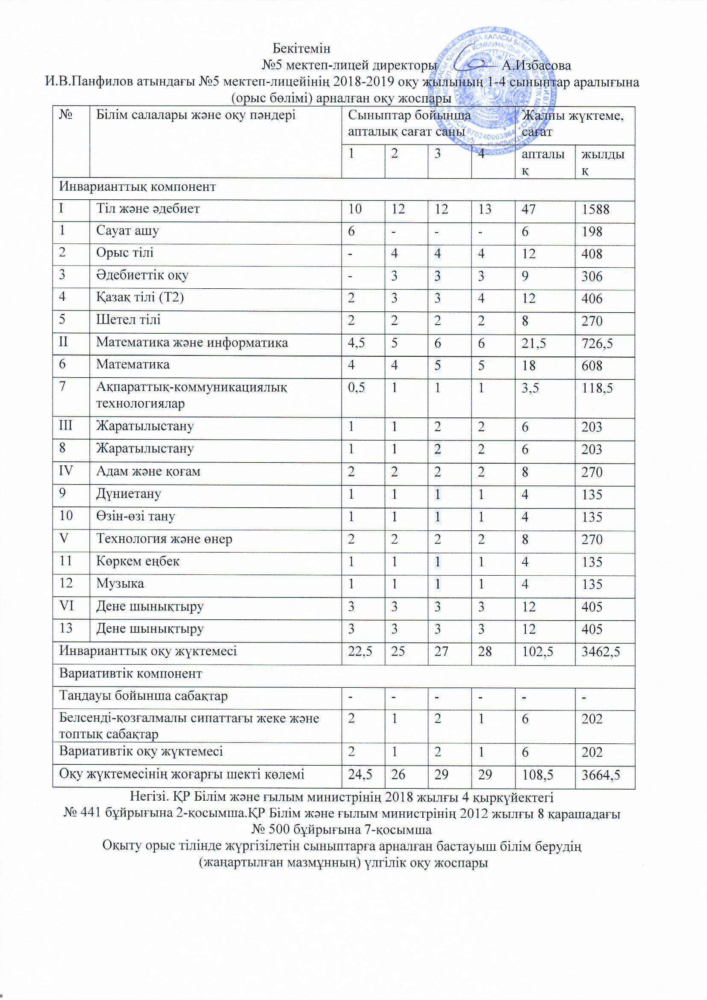 Бекітемін
№5 мектеп-лицей директоры А.Избасова
И.В.Панфилов атындағы №5 мектеп-лицейінің 2018-2019 оқу жылының 1-4 сыныптар аралығына
(орыс бөлімі) арналған оқу жоспары
№ Білім салалары және оқу пәндері Сыныптар бойынша Жалпы жүктеме,
апталық сағат саны сағат
1 2 3 4 апталы жылды
қ қ
Инварианттық компонент
I Тіл және әдебиет 10 12 12 13 47 1588
1 Сауат ашу 6 - - - 6 198
2 Орыс тілі - 4 4 4 12 408
3 Әдебиеттік оқу - 3 3 3 9 306
4 Қазақ тілі (Т2) 2 3 3 4 12 406
5 Шетел тілі 2 2 2 2 8 270
II Математика және информатика 4,5 5 6 6 21,5 726,5
6 Математика 4 4 5 5 18 608
7 Ақпараттық-коммуникациялық 0,5 1 1 1 3,5 118,5
технологиялар
III Жаратылыстану 1 1 2 2 6 203
8 Жаратылыстану 1 1 2 2 6 203
IV Адам және қоғам 2 2 2 2 8 270
9 Дүниетану 1 1 1 1 4 135
10 Өзін-өзі тану 1 1 1 1 4 135
V Технология және өнер 2 2 2 2 8 270
11 Көркем еңбек 1 1 1 1 4 135
12 Музыка 1 1 1 1 4 135
VI Дене шынықтыру 3 3 3 3 12 405
13 Дене шынықтыру 3 3 3 3 12 405
Инварианттық оқу жүктемесі 22,5 25 27 28 102,5 3462,5
Вариативтік компонент
Таңдауы бойынша сабақтар - - - - - -
Белсенді-қозғалмалы сипаттағы жеке және 2 1 2 1 6 202
топтық сабақтар
Вариативтік оқу жүктемесі 2 1 2 1 6 202
Оқу жүктемесінің жоғарғы шекті көлемі 24,5 26 29 29 108,5 3664,5
Негізі. ҚР Білім және ғылым министрінің 2018 жылғы 4 қыркүйектегі
№ 441 бұйрығына 2-қосымша.ҚР Білім және ғылым министрінің 2012 жылғы 8 қарашадағы
№ 500 бұйрығына 7-қосымша
Оқыту орыс тілінде жүргізілетін сыныптарға арналған бастауыш білім берудің
(жаңартылған мазмұнның) үлгілік оқу жоспары